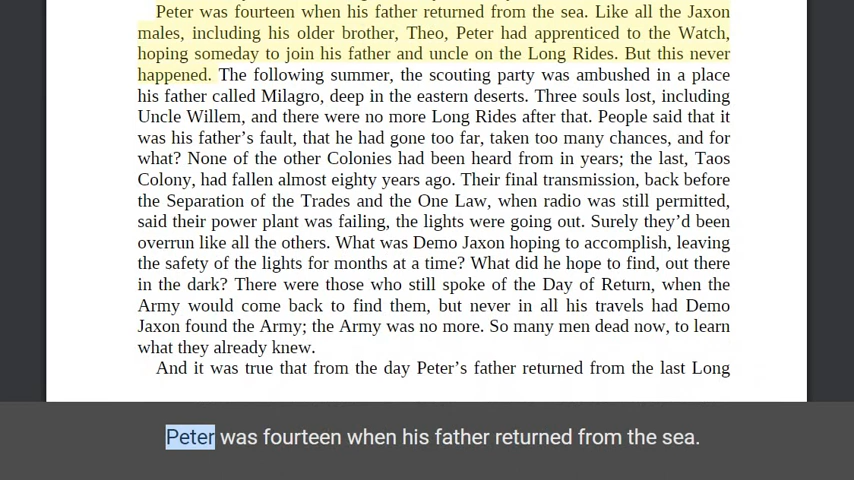 Peter was fourteen when his father returned from the sea. Like all the Jaxon
males, including his older brother, Theo, Peter had apprenticed to the Watch,
hoping someday to join his father and uncle on the Long Rides. But this never
happened. The following summer, the scouting party was ambushed in a place
his father called Milagro, deep in the eastern deserts. Three souls lost, including
Uncle Willem, and there were no more Long Rides after that. People said that it
was his father’s fault, that he had gone too far, taken too many chances, and for
what? None of the other Colonies had been heard from in years; the last, Taos
Colony, had fallen almost eighty years ago. Their final transmission, back before
the Separation of the Trades and the One Law, when radio was still permitted,
said their power plant was failing, the lights were going out. Surely they’d been
overrun like all the others. What was Demo Jaxon hoping to accomplish, leaving
the safety of the lights for months at a time? What did he hope to find, out there
in the dark? There were those who still spoke of the Day of Return, when the
Army would come back to find them, but never in all his travels had Demo
Jaxon found the Army; the Army was no more. So many men dead now, to learn
what they already knew.
And it was true that from the day Peter’s father returned from the last Long
Peter was fourteen when his father returned from the sea.